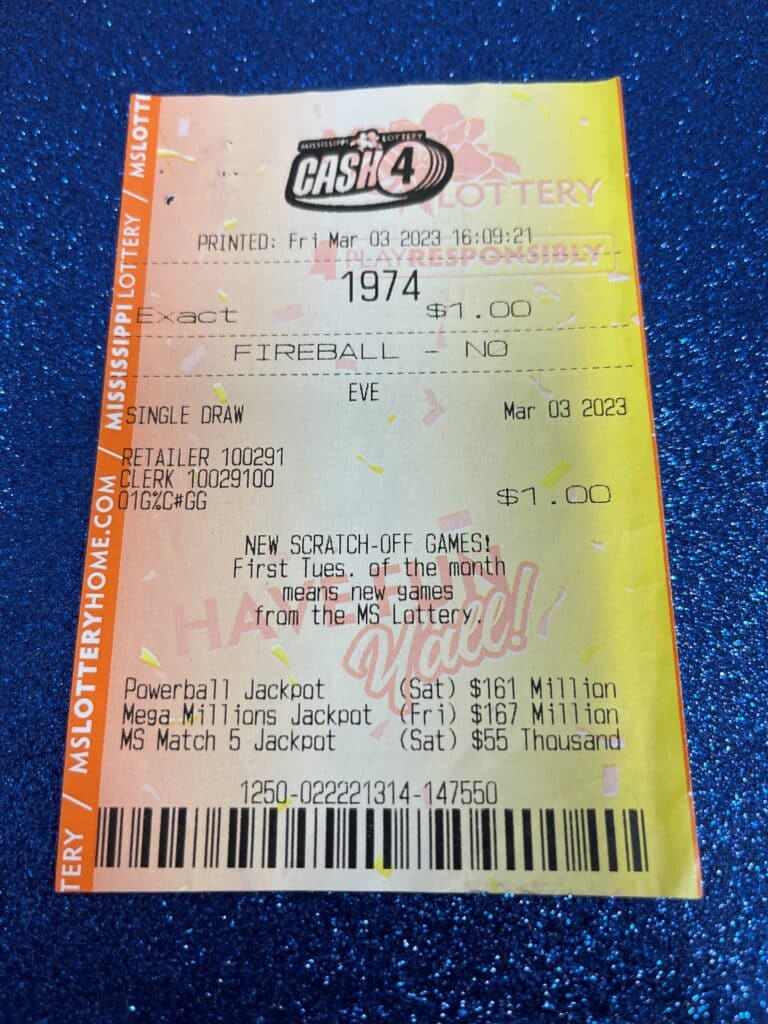 MISSISSIPPI LOTTERY
CASH 4
LOTTERY
PRINTED: Fri Mar 03 2023 16:09:21
PLAY RESPONSIBLY
1974
Exact $1.00
FIREBALL - NO
EVE
SINGLE DRAW Mar 03 2023
RETAILER 100291
CLERK 10029100
01G%C#GG
$1.00
NEW SCRATCH-OFF GAMES!
First Tues. of the month
means new games
from the MS Lottery.
HAVE FUN
Y'all!
Powerball Jackpot (Sat) $161 Million
Mega Millions Jackpot (Fri) $167 Million
MS Match 5 Jackpot (Sat) $55 Thousand
1250-022221314-147550
TERY / MSLOTTERYHOME.COM / MISSISSIPPI LOTTERY / MSLOTTE